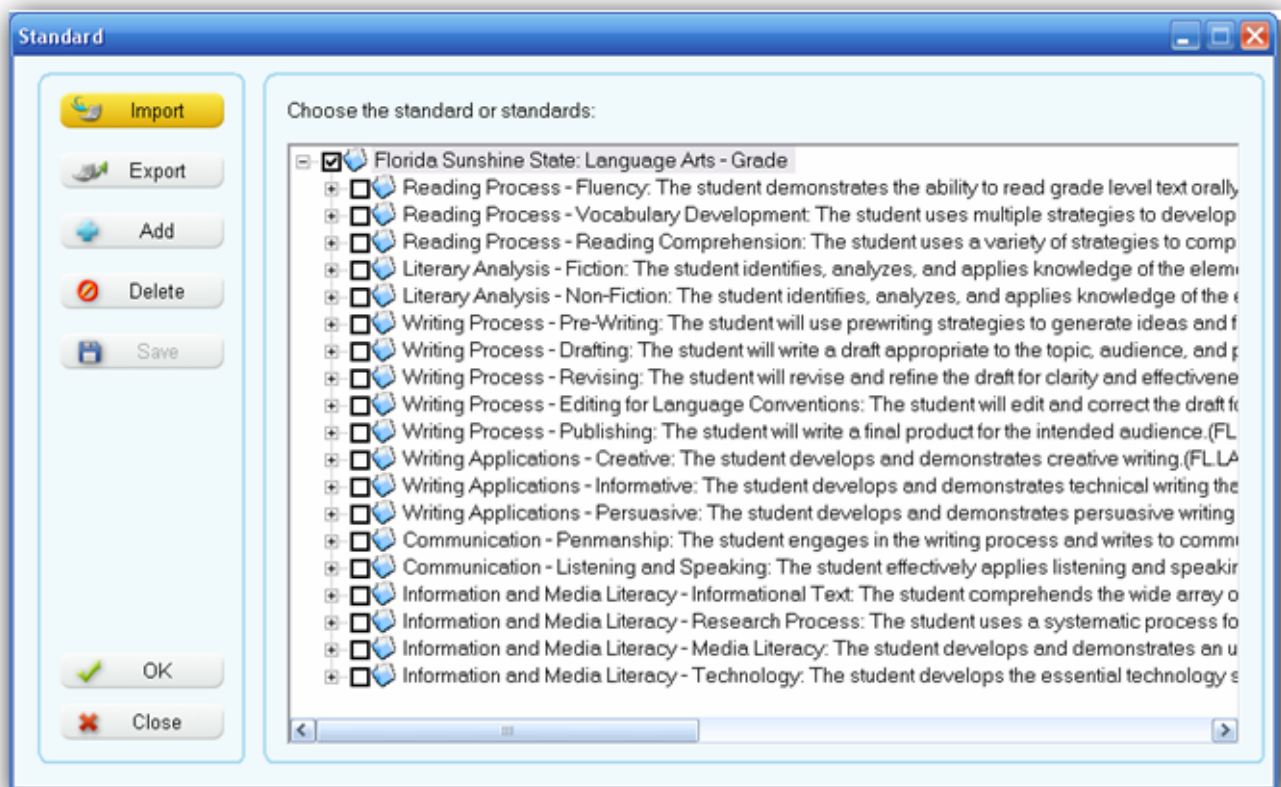 Standard
Import
Export
Add
Delete
Save
OK
Close
Choose the standard or standards:
Florida Sunshine State: Language Arts - Grade
Reading Process - Fluency: The student demonstrates the ability to read grade level text orally
Reading Process - Vocabulary Development: The student uses multiple strategies to develop
Reading Process - Reading Comprehension: The student uses a variety of strategies to comp
Literary Analysis - Fiction: The student identifies, analyzes, and applies knowledge of the elem
Literary Analysis - Non-Fiction: The student identifies, analyzes, and applies knowledge of the e
Writing Process - Pre-Writing: The student will use prewriting strategies to generate ideas and f
Writing Process - Drafting: The student will write a draft appropriate to the topic, audience, and p
Writing Process - Revising: The student will revise and refine the draft for clarity and effectivene
Writing Process - Editing for Language Conventions: The student will edit and correct the draft fo
Writing Process - Publishing: The student will write a final product for the intended audience.(FL
Writing Applications - Creative: The student develops and demonstrates creative writing.(FL.LA
Writing Applications - Informative: The student develops and demonstrates technical writing tha
Writing Applications - Persuasive: The student develops and demonstrates persuasive writing
Communication - Penmanship: The student engages in the writing process and writes to commu
Communication - Listening and Speaking: The student effectively applies listening and speakin
Information and Media Literacy - Informational Text: The student comprehends the wide array o
Information and Media Literacy - Research Process: The student uses a systematic process fo
Information and Media Literacy - Media Literacy: The student develops and demonstrates an u
Information and Media Literacy - Technology: The student develops the essential technology s